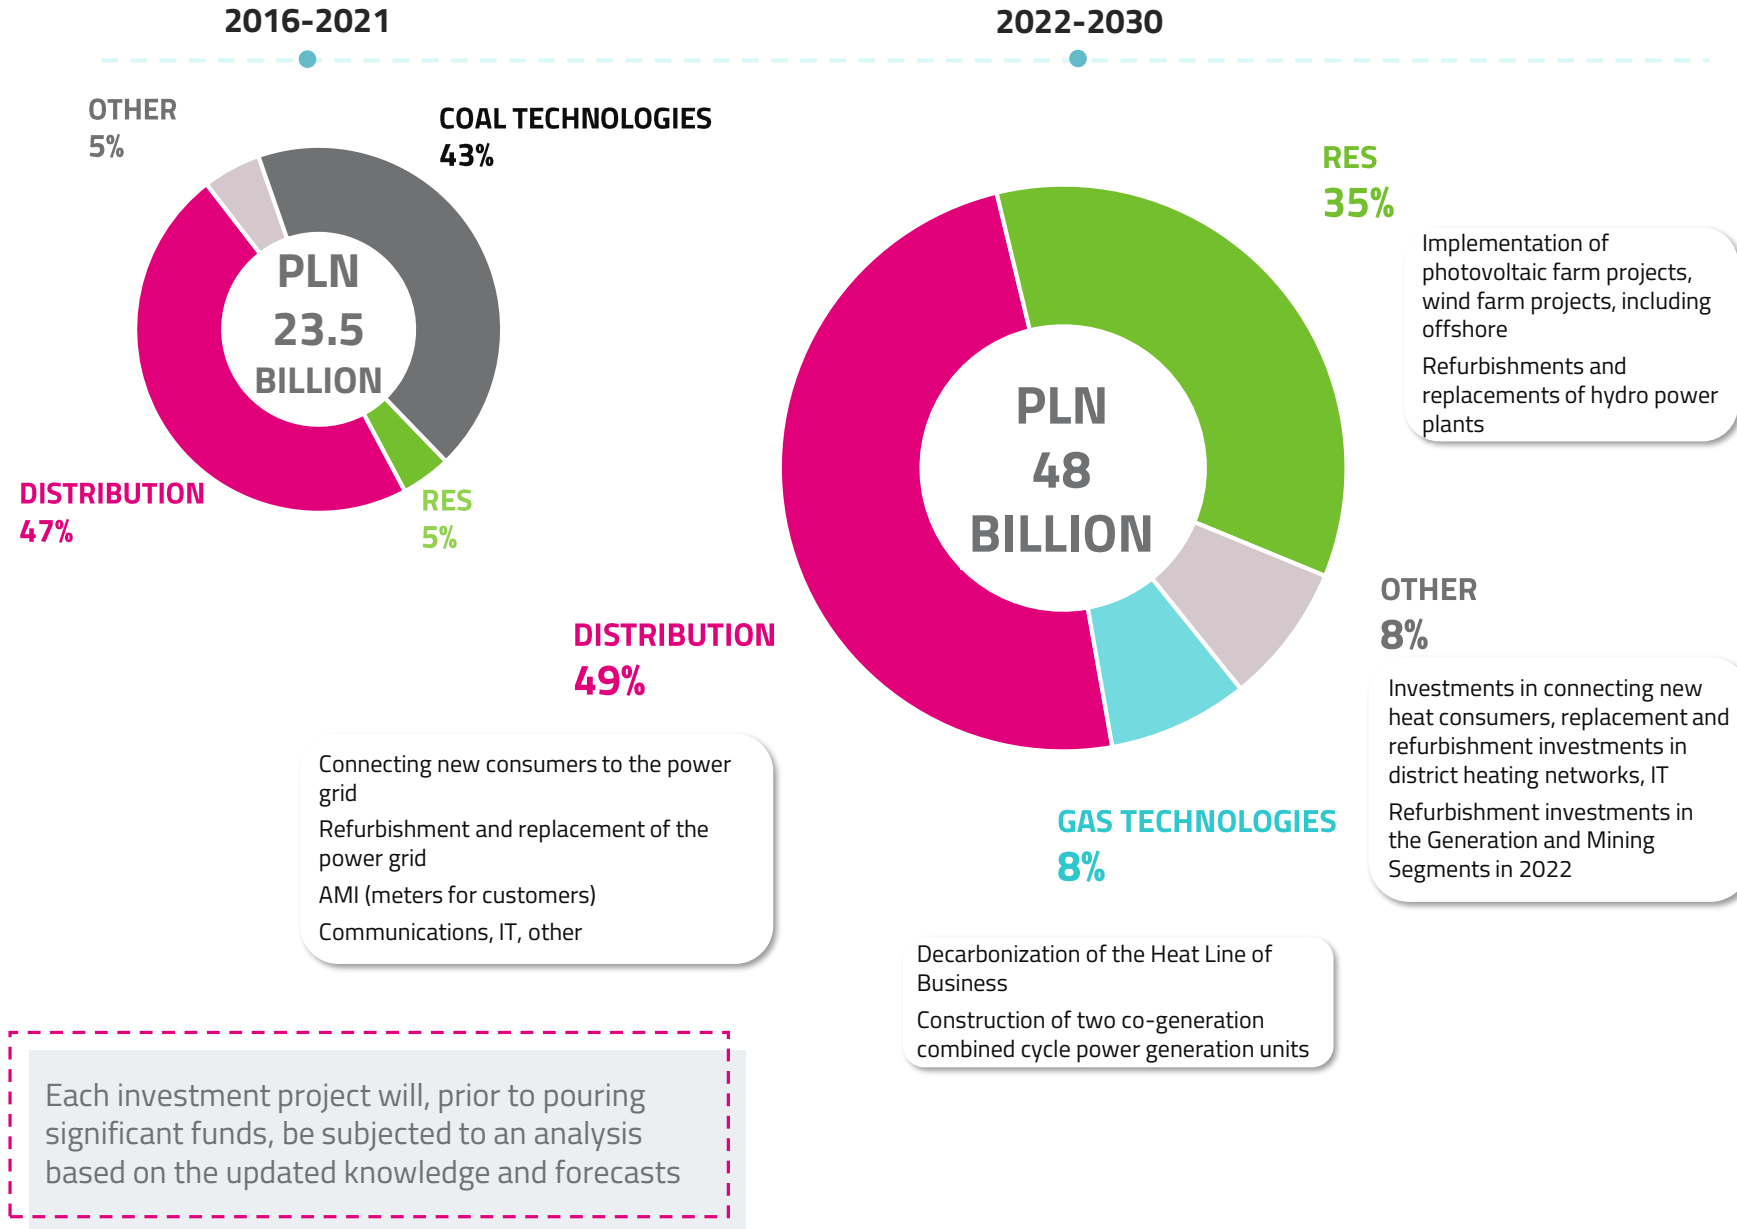 2016-2021
2022-2030
OTHER
5%
COAL TECHNOLOGIES
43%
PLN
23.5
BILLION
DISTRIBUTION
47%
RES
5%
RES
35%
Implementation of
photovoltaic farm projects,
wind farm projects, including
offshore
Refurbishments and
replacements of hydro power
plants
PLN
48
BILLION
OTHER
8%
Investments in connecting new
heat consumers, replacement and
refurbishment investments in
district heating networks, IT
Refurbishment investments in
the Generation and Mining
Segments in 2022
DISTRIBUTION
49%
Connecting new consumers to the power
grid
Refurbishment and replacement of the
power grid
AMI (meters for customers)
Communications, IT, other
GAS TECHNOLOGIES
8%
Decarbonization of the Heat Line of
Business
Construction of two co-generation
combined cycle power generation units
Each investment project will, prior to pouring
significant funds, be subjected to an analysis
based on the updated knowledge and forecasts